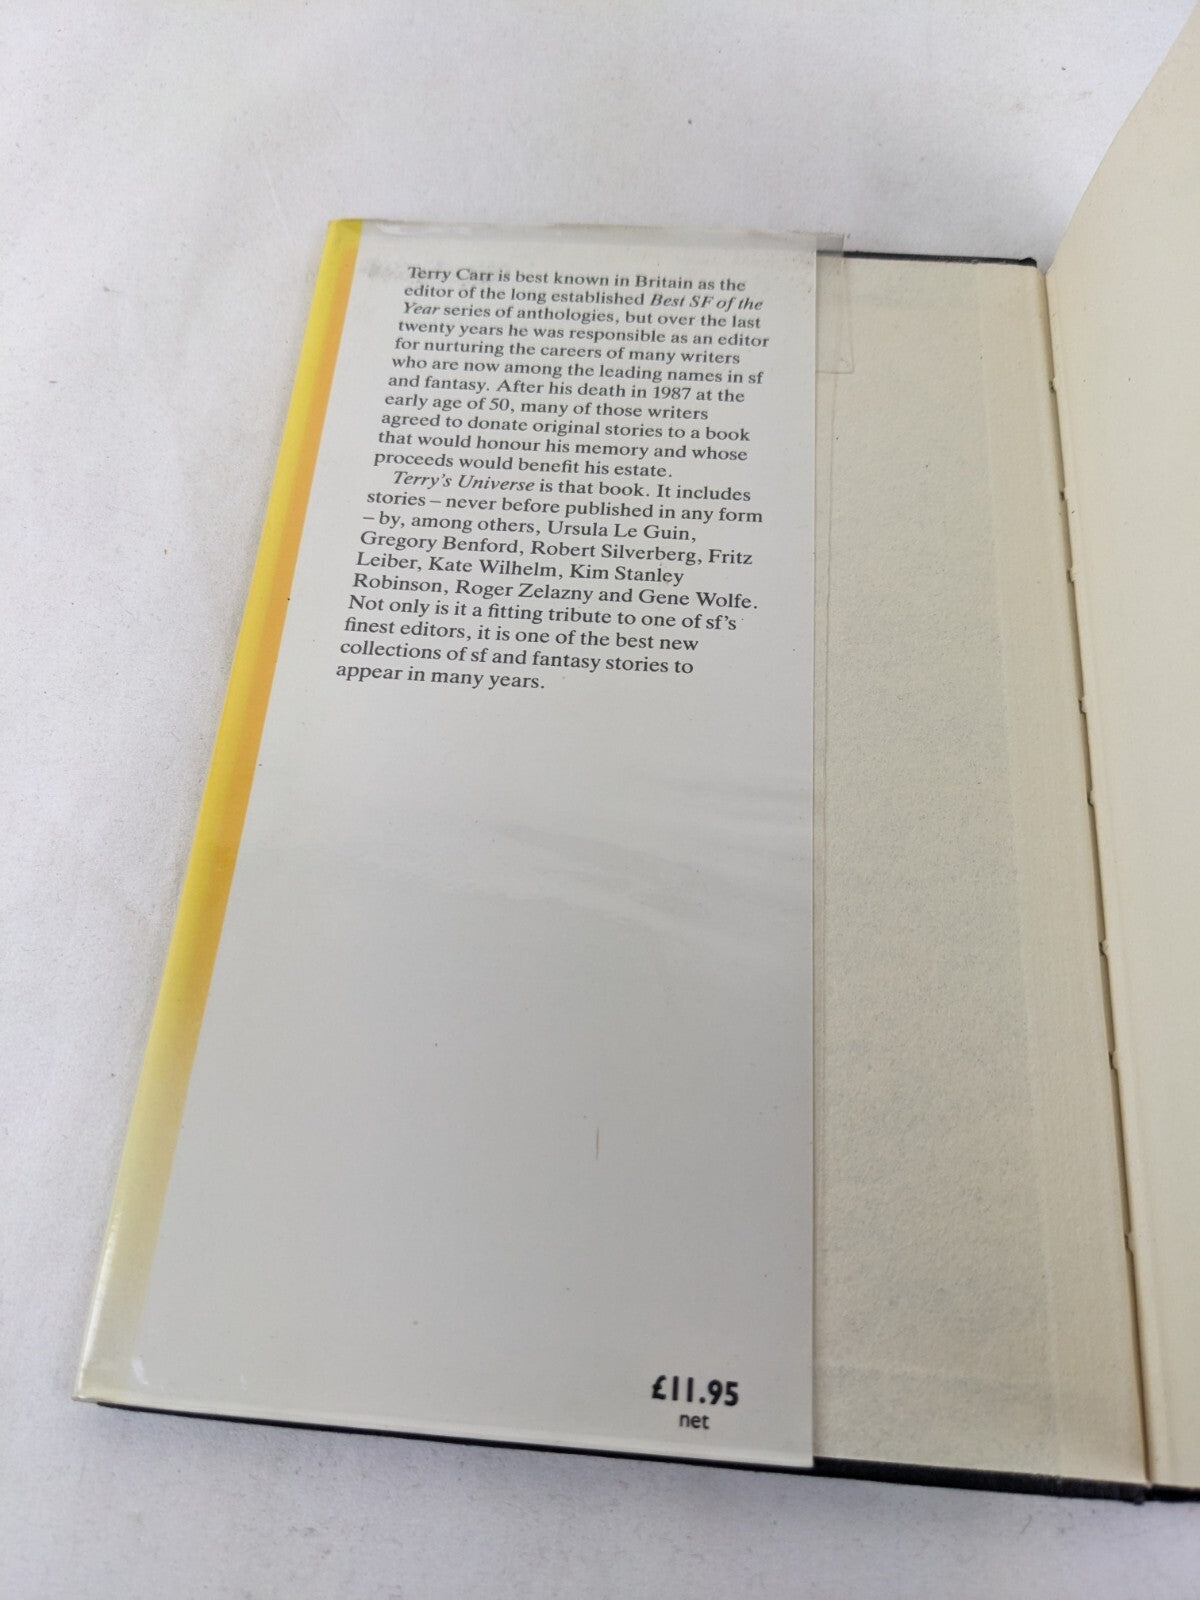 Terry Carr is best known in Britain as the
editor of the long established Best SF of the
Year series of anthologies, but over the last
twenty years he was responsible as an editor
for nurturing the careers of many writers
who are now among the leading names in sf
and fantasy. After his death in 1987 at the
early age of 50, many of those writers
agreed to donate original stories to a book
that would honour his memory and whose
proceeds would benefit his estate.
Terry's Universe is that book. It includes
stories – never before published in any form
– by, among others, Ursula Le Guin,
Gregory Benford, Robert Silverberg, Fritz
Leiber, Kate Wilhelm, Kim Stanley
Robinson, Roger Zelazny and Gene Wolfe.
Not only is it a fitting tribute to one of sf's
finest editors, it is one of the best new
collections of sf and fantasy stories to
appear in many years.
£11.95
net